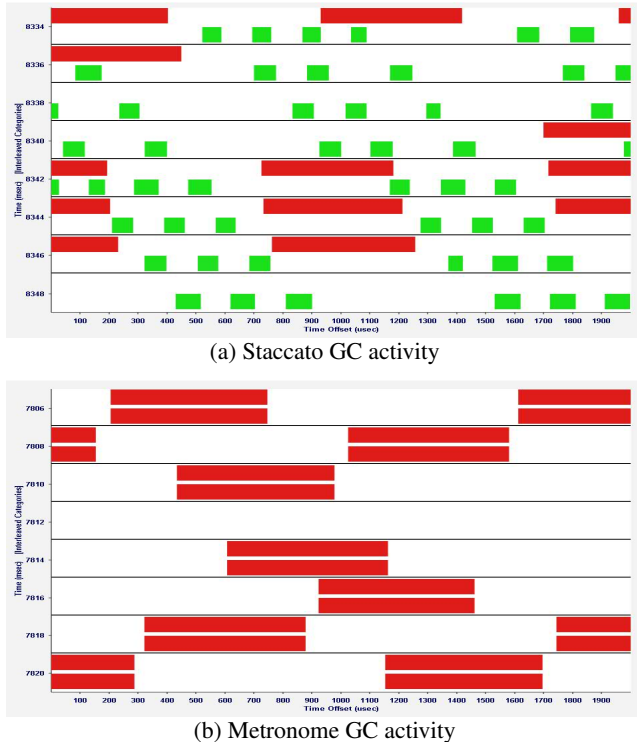 8334
8336
8338
8340
8342
8344
8346
8348
Time (msec) [Interleaved Categories]
100 200 300 400 500 600 700 800 900 1000 1100 1200 1300 1400 1500 1600 1700 1800 1900
Time Offset (usec)
(a) Staccato GC activity
7806
7808
7810
7812
7814
7816
7818
7820
Time (msec) [Interleaved Categories]
100 200 300 400 500 600 700 800 900 1000 1100 1200 1300 1400 1500 1600 1700 1800 1900
Time Offset (usec)
(b) Metronome GC activity